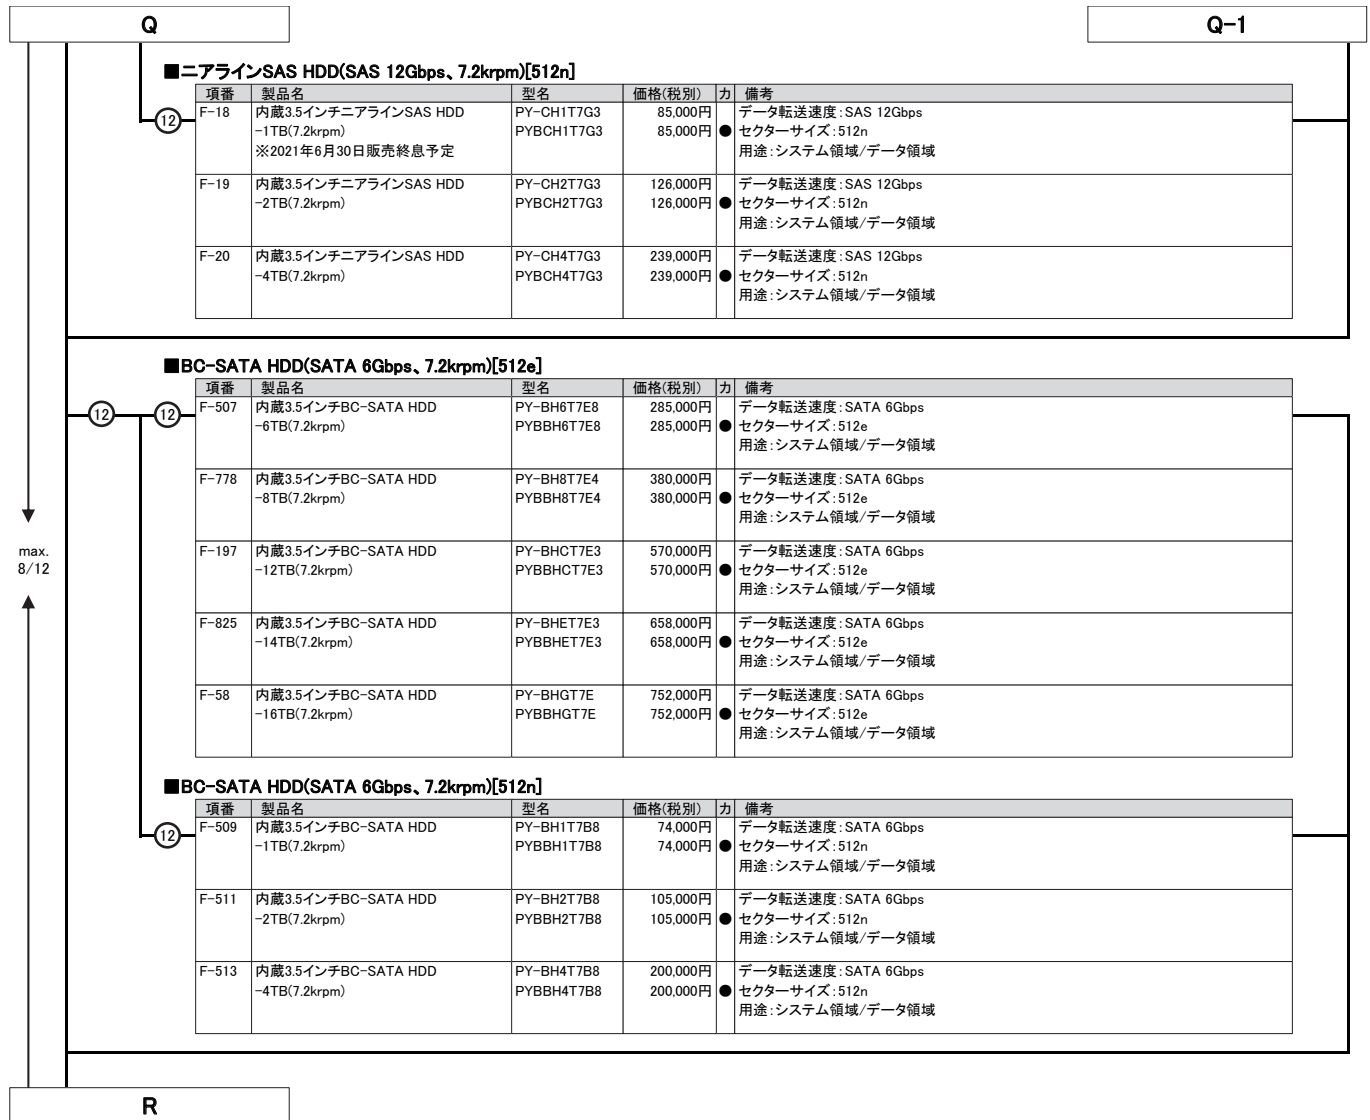 Q
Q-1
■ニアラインSAS HDD(SAS 12Gbps、7.2krpm)[512n]
項番 製品名 型名 価格(税別) カ 備考
⑫ F-18 内蔵3.5インチニアラインSAS HDD PY-CH1T7G3 85,000円 データ転送速度:SAS 12Gbps
-1TB(7.2krpm) PYBCH1T7G3 85,000円 ● セクターサイズ:512n
※2021年6月30日販売終息予定 用途:システム領域/データ領域
F-19 内蔵3.5インチニアラインSAS HDD PY-CH2T7G3 126,000円 データ転送速度:SAS 12Gbps
-2TB(7.2krpm) PYBCH2T7G3 126,000円 ● セクターサイズ:512n
用途:システム領域/データ領域
F-20 内蔵3.5インチニアラインSAS HDD PY-CH4T7G3 239,000円 データ転送速度:SAS 12Gbps
-4TB(7.2krpm) PYBCH4T7G3 239,000円 ● セクターサイズ:512n
用途:システム領域/データ領域
■BC-SATA HDD(SATA 6Gbps、7.2krpm)[512e]
項番 製品名 型名 価格(税別) カ 備考
⑫ ⑫ F-507 内蔵3.5インチBC-SATA HDD PY-BH6T7E8 285,000円 データ転送速度:SATA 6Gbps
-6TB(7.2krpm) PYBBH6T7E8 285,000円 ● セクターサイズ:512e
用途:システム領域/データ領域
F-778 内蔵3.5インチBC-SATA HDD PY-BH8T7E4 380,000円 データ転送速度:SATA 6Gbps
-8TB(7.2krpm) PYBBH8T7E4 380,000円 ● セクターサイズ:512e
用途:システム領域/データ領域
max.
8/12
F-197 内蔵3.5インチBC-SATA HDD PY-BHCT7E3 570,000円 データ転送速度:SATA 6Gbps
-12TB(7.2krpm) PYBBHCT7E3 570,000円 ● セクターサイズ:512e
用途:システム領域/データ領域
F-825 内蔵3.5インチBC-SATA HDD PY-BHET7E3 658,000円 データ転送速度:SATA 6Gbps
-14TB(7.2krpm) PYBBHET7E3 658,000円 ● セクターサイズ:512e
用途:システム領域/データ領域
F-58 内蔵3.5インチBC-SATA HDD PY-BHGT7E 752,000円 データ転送速度:SATA 6Gbps
-16TB(7.2krpm) PYBBHGT7E 752,000円 ● セクターサイズ:512e
用途:システム領域/データ領域
■BC-SATA HDD(SATA 6Gbps、7.2krpm)[512n]
項番 製品名 型名 価格(税別) カ 備考
⑫ F-509 内蔵3.5インチBC-SATA HDD PY-BH1T7B8 74,000円 データ転送速度:SATA 6Gbps
-1TB(7.2krpm) PYBBH1T7B8 74,000円 ● セクターサイズ:512n
用途:システム領域/データ領域
F-511 内蔵3.5インチBC-SATA HDD PY-BH2T7B8 105,000円 データ転送速度:SATA 6Gbps
-2TB(7.2krpm) PYBBH2T7B8 105,000円 ● セクターサイズ:512n
用途:システム領域/データ領域
F-513 内蔵3.5インチBC-SATA HDD PY-BH4T7B8 200,000円 データ転送速度:SATA 6Gbps
-4TB(7.2krpm) PYBBH4T7B8 200,000円 ● セクターサイズ:512n
用途:システム領域/データ領域
R